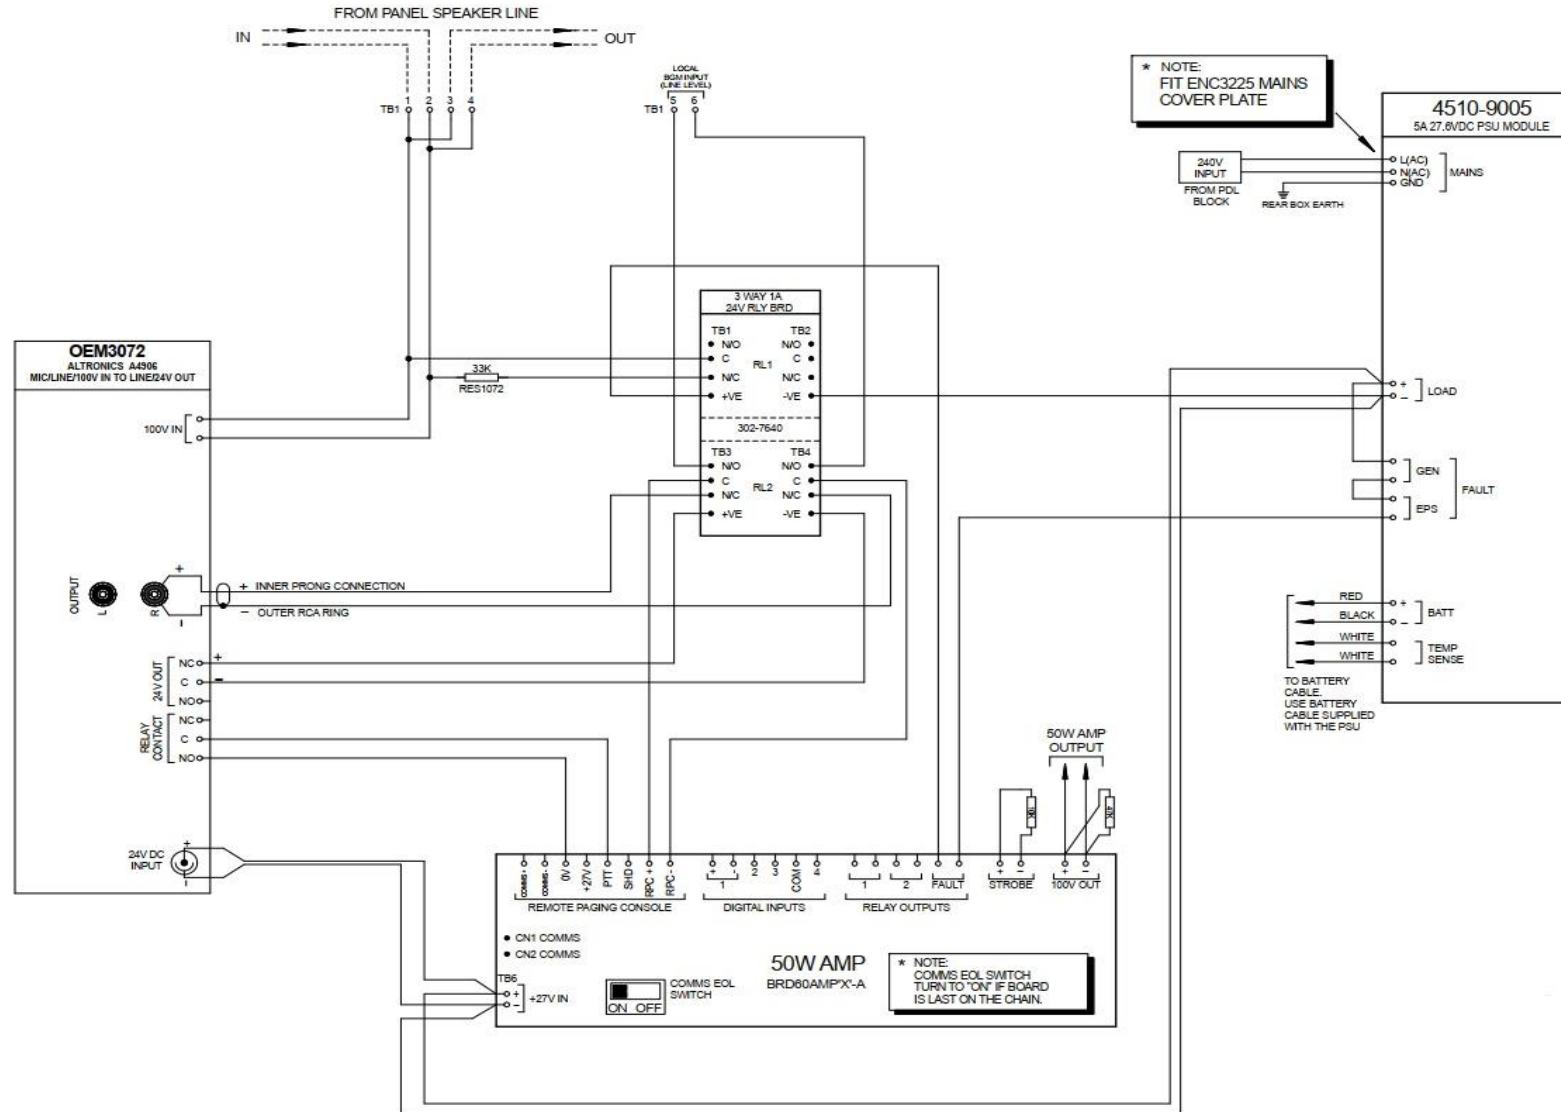 FROM PANEL SPEAKER LINE
IN
OUT
TB1
1
2
3
4
LOCAL
BGM INPUT
(LINE LEVEL)
TB1
5
6
* NOTE:
FIT ENC3225 MAINS
COVER PLATE
4510-9005
5A 27.6VDC PSU MODULE
240V
INPUT
FROM PDL
BLOCK
REAR BOX EARTH
L(AC)
N(AC)
GND
MAINS
3 WAY 1A
24V RLY BRD
TB1
TB2
N/O
N/O
C
C
RL1
N/C
N/C
+VE
-VE
302-7640
TB3
TB4
N/O
N/O
C
C
RL2
N/C
N/C
+VE
-VE
33K
RES1072
OEM3072
ALTRONICS A4906
MIC/LINE/100V IN TO LINE/24V OUT
100V IN
+
-
LOAD
GEN
EPS
FAULT
OUTPUT
L
R
+
-
+ INNER PRONG CONNECTION
- OUTER RCA RING
RED
BLACK
WHITE
WHITE
+
-
BATT
TEMP
SENSE
TO BATTERY
CABLE.
USE BATTERY
CABLE SUPPLIED
WITH THE PSU
24V OUT
NC
+
C
-
NO
RELAY
CONTACT
NC
C
NO
50W AMP
OUTPUT
10K
47K
24V DC
INPUT
+
-
COMMS+
COMMS-
0V
+27V
PTT
SHD
RPC +
RPC -
REMOTE PAGING CONSOLE
+
-
1
2
3
COM
4
DIGITAL INPUTS
1
2
FAULT
RELAY OUTPUTS
+
-
STROBE
+
-
100V OUT
CN1 COMMS
CN2 COMMS
TB6
+
-
+27V IN
ON OFF
COMMS EOL
SWITCH
50W AMP
BRD60AMP'X'-A
* NOTE:
COMMS EOL SWITCH
TURN TO "ON" IF BOARD
IS LAST ON THE CHAIN.